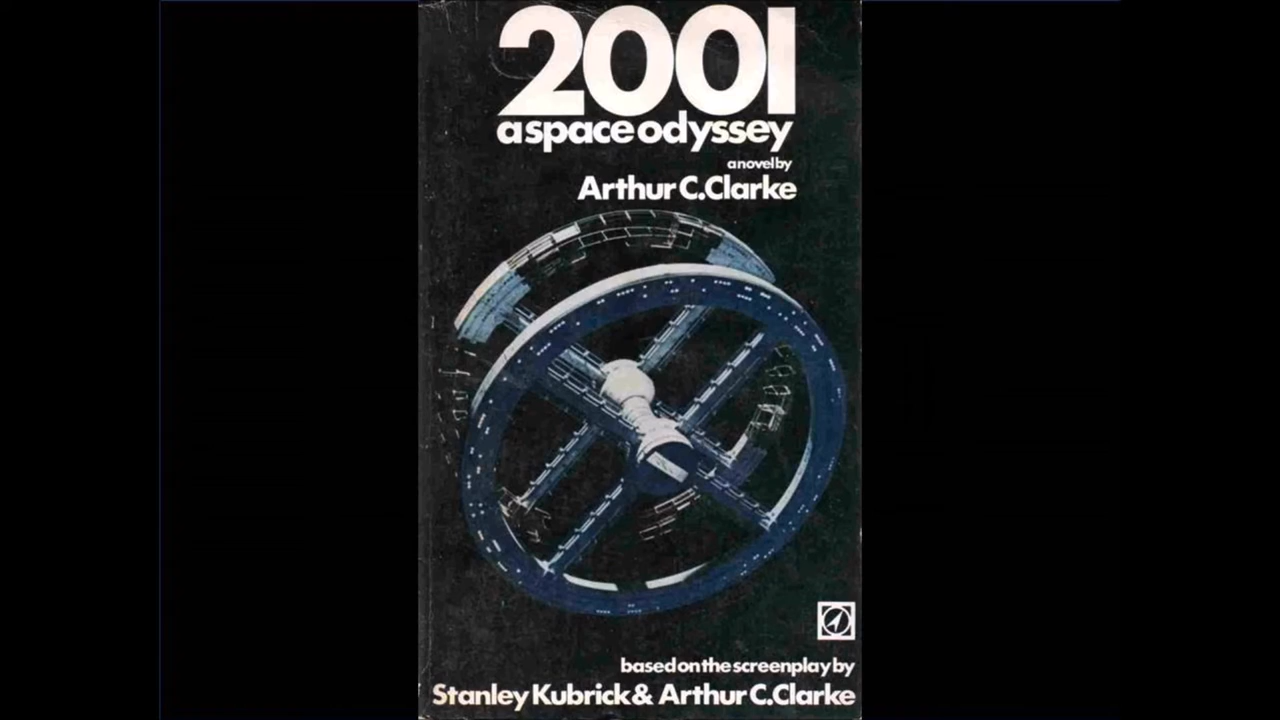 2001
a space odyssey
a novel by
Arthur C. Clarke
based on the screenplay by
Stanley Kubrick & Arthur C. Clarke